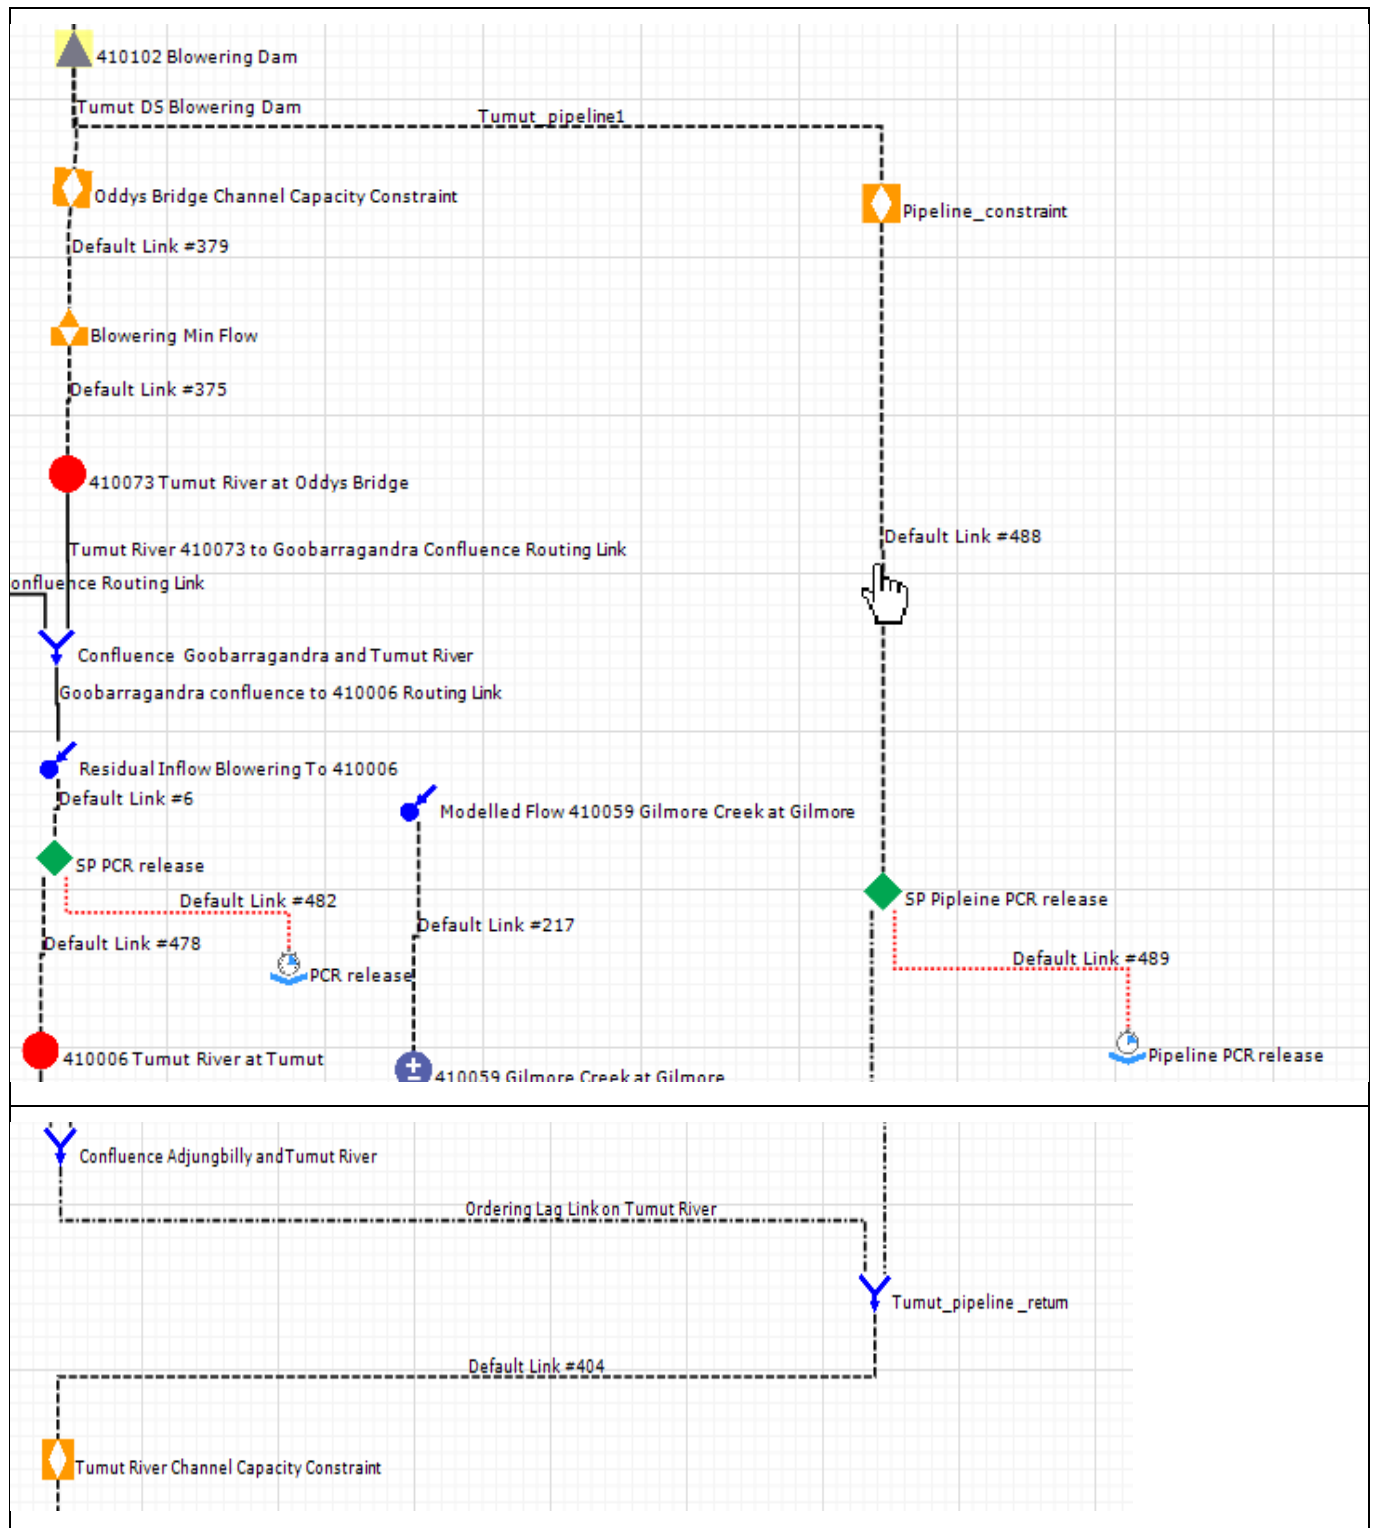 410102 Blowering Dam
Tumut DS Blowering Dam
Tumut_pipeline1
Oddys Bridge Channel Capacity Constraint
Pipeline_constraint
Default Link #379
Blowering Min Flow
Default Link #375
410073 Tumut River at Oddys Bridge
Default Link #488
Tumut River 410073 to Goobarragandra Confluence Routing Link
onfluence Routing Link
Confluence Goobarragandra and Tumut River
Goobarragandra confluence to 410006 Routing Link
Residual Inflow Blowering To 410006
Default Link #6
Modelled Flow 410059 Gilmore Creek at Gilmore
SP PCR release
Default Link #482
SP Pipleine PCR release
Default Link #217
Default Link #478
Default Link #489
PCR release
410006 Tumut River at Tumut
Pipeline PCR release
410059 Gilmore Creek at Gilmore
Confluence Adjungbilly and Tumut River
Ordering Lag Link on Tumut River
Tumut_pipeline_return
Default Link #404
Tumut River Channel Capacity Constraint